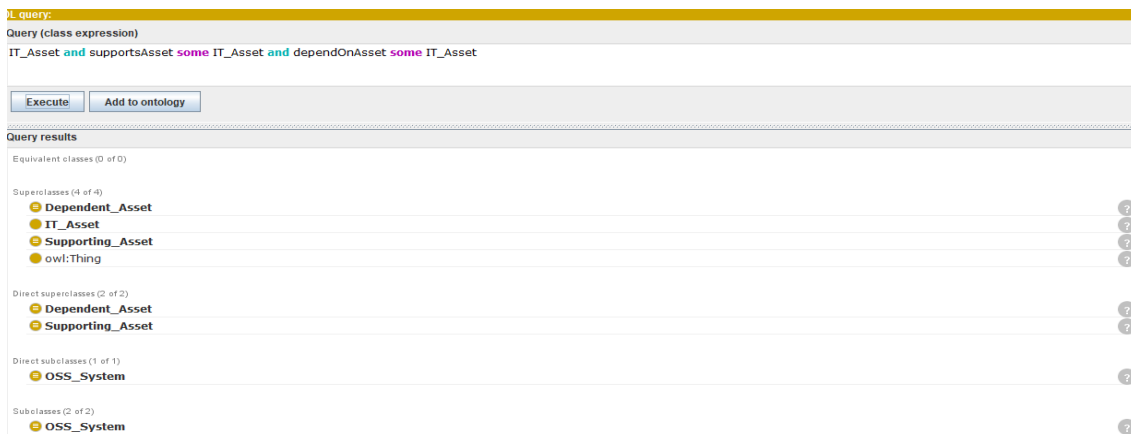 DL query:
Query (class expression)
IT_Asset and supportsAsset some IT_Asset and dependOnAsset some IT_Asset
Execute Add to ontology
Query results
Equivalent classes (0 of 0)
Superclasses (4 of 4)
Dependent_Asset ?
IT_Asset ?
Supporting_Asset ?
owl:Thing ?
Direct superclasses (2 of 2)
Dependent_Asset ?
Supporting_Asset ?
Direct subclasses (1 of 1)
OSS_System ?
Subclasses (2 of 2)
OSS_System ?